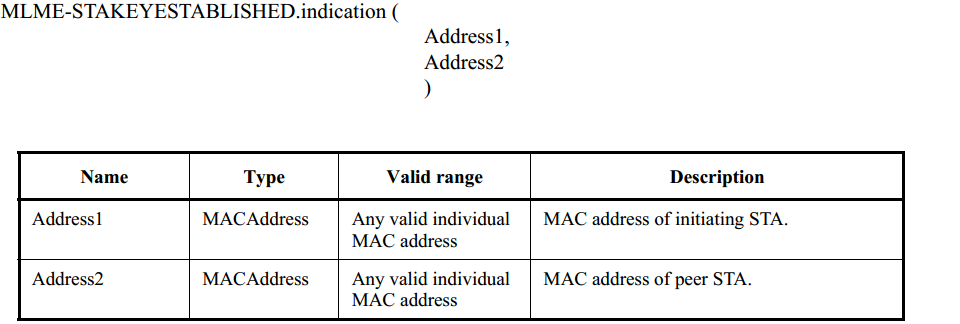 MLME-STAKEYESTABLISHED.indication (
Address1,
Address2
)
Name Type Valid range Description
Address1 MACAddress Any valid individual MAC address of initiating STA.
MAC address
Address2 MACAddress Any valid individual MAC address of peer STA.
MAC address